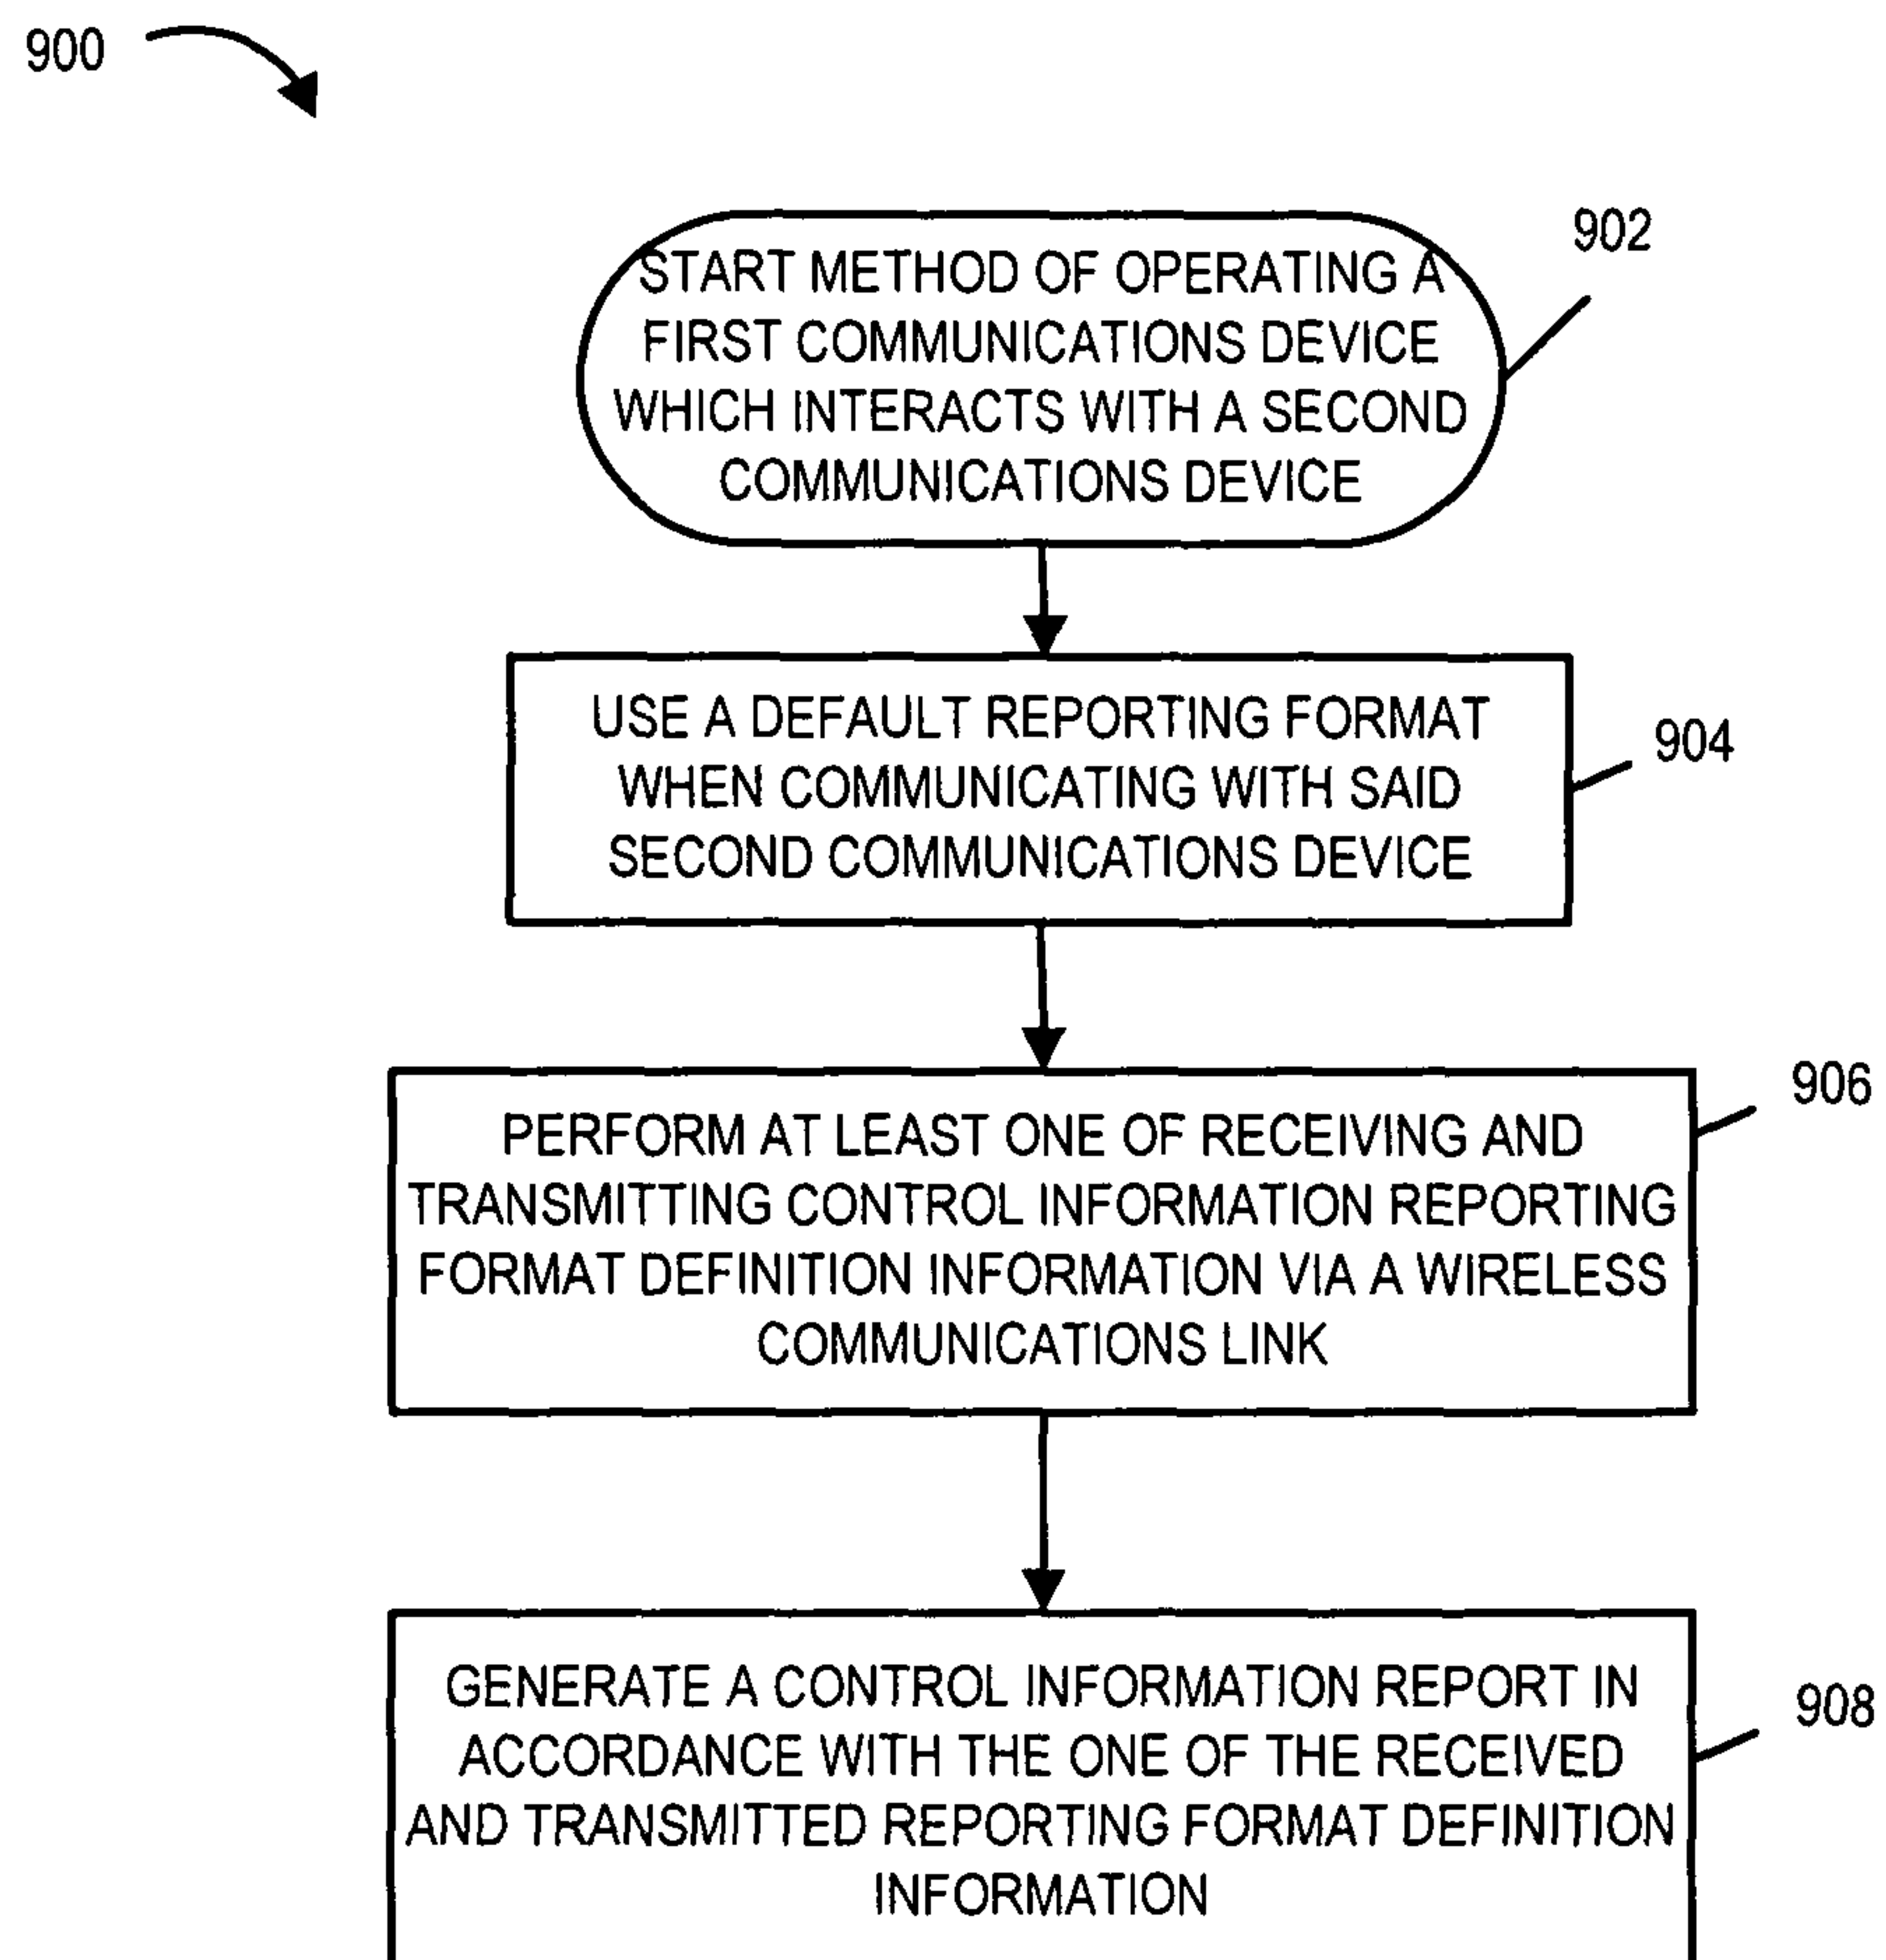 900
902
START METHOD OF OPERATING A
FIRST COMMUNICATIONS DEVICE
WHICH INTERACTS WITH A SECOND
COMMUNICATIONS DEVICE
904
USE A DEFAULT REPORTING FORMAT
WHEN COMMUNICATING WITH SAID
SECOND COMMUNICATIONS DEVICE
906
PERFORM AT LEAST ONE OF RECEIVING AND
TRANSMITTING CONTROL INFORMATION REPORTING
FORMAT DEFINITION INFORMATION VIA A WIRELESS
COMMUNICATIONS LINK
908
GENERATE A CONTROL INFORMATION REPORT IN
ACCORDANCE WITH THE ONE OF THE RECEIVED
AND TRANSMITTED REPORTING FORMAT DEFINITION
INFORMATION